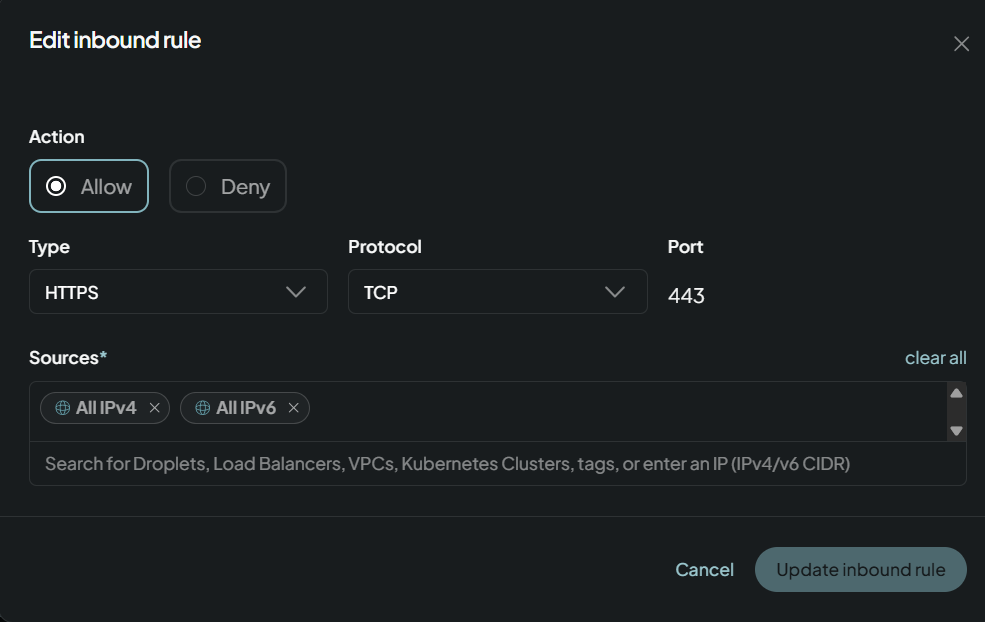 Edit inbound rule
Action
Allow Deny
Type Protocol Port
HTTPS TCP 443
Sources* clear all
All IPv4 All IPv6
Search for Droplets, Load Balancers, VPCs, Kubernetes Clusters, tags, or enter an IP (IPv4/v6 CIDR)
Cancel Update inbound rule